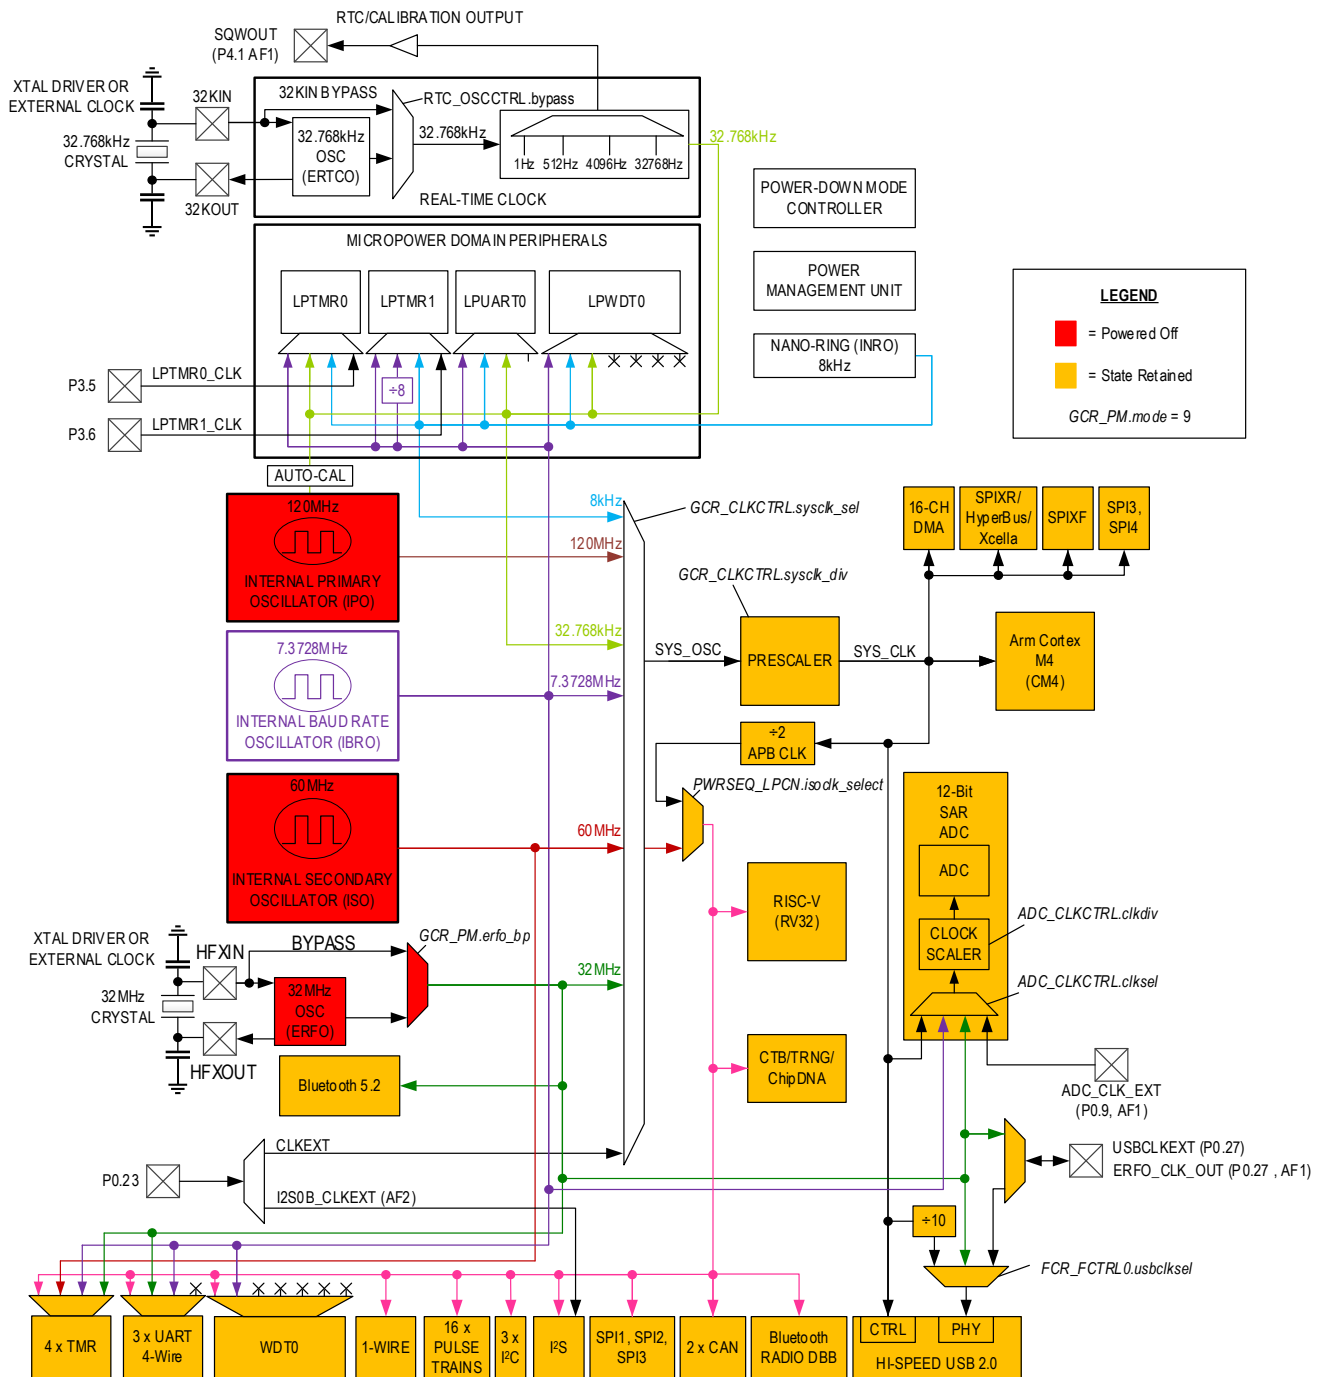 RTC/CALIBRATION OUTPUT
SQWOUT
(P4.1 AF1)
XTAL DRIVER OR
EXTERNAL CLOCK
32KIN
32KIN BYPASS
RTC_OSCCTRL.bypass
32.768kHz
CRYSTAL
32.768kHz
OSC
(ERTCO)
32.768kHz
1Hz 512Hz 4096Hz 32768Hz
32.768kHz
32KOUT
REAL-TIME CLOCK
POWER-DOWN MODE
CONTROLLER
MICROPOWER DOMAIN PERIPHERALS
POWER
MANAGEMENT UNIT
LPTMR0
LPTMR1
LPUART0
LPWDT0
NANO-RING (INRO)
8kHz
LEGEND
= Powered Off
= State Retained
GCR_PM.mode = 9
P3.5
LPTMR0_CLK
÷8
P3.6
LPTMR1_CLK
AUTO-CAL
120MHz
INTERNAL PRIMARY
OSCILLATOR (IPO)
8kHz
GCR_CLKCTRL.sysclk_sel
120MHz
16-CH
DMA
SPIXR/
HyperBus/
Xcella
SPIXF
SPI3,
SPI4
GCR_CLKCTRL.sysclk_div
7.3728MHz
INTERNAL BAUD RATE
OSCILLATOR (IBRO)
32.768kHz
7.3728MHz
SYS_OSC
PRESCALER
SYS_CLK
Arm Cortex
M4
(CM4)
÷2
APB CLK
PWRSEQ_LPCN.isoclk_select
60MHz
INTERNAL SECONDARY
OSCILLATOR (ISO)
60MHz
12-Bit
SAR
ADC
ADC
CLOCK
SCALER
ADC_CLKCTRL.clkdiv
ADC_CLKCTRL.clksel
RISC-V
(RV32)
XTAL DRIVER OR
EXTERNAL CLOCK
HFXIN
BYPASS
GCR_PM.erfo_bp
32MHz
CRYSTAL
32MHz
OSC
(ERFO)
32MHz
HFXOUT
Bluetooth 5.2
CTB/TRNG/
ChipDNA
ADC_CLK_EXT
(P0.9, AF1)
P0.23
CLKEXT
I2S0B_CLKEXT (AF2)
USBCLKEXT (P0.27)
ERFO_CLK_OUT (P0.27 , AF1)
÷10
FCR_FCTRL0.usbclksel
4 x TMR
3 x UART
4-Wire
WDT0
1-WIRE
16 x
PULSE
TRAINS
3 x
I²C
I²S
SPI1, SPI2,
SPI3
2 x CAN
Bluetooth
RADIO DBB
CTRL
PHY
HI-SPEED USB 2.0